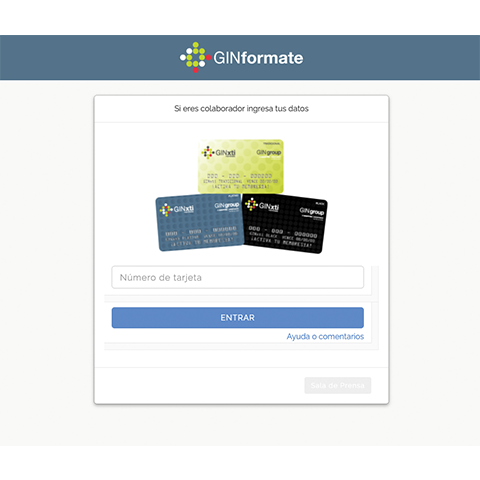 GINformate
Si eres colaborador ingresa tus datos
GINxti
GINgroup
000 - 000 - 000000
¡ACTIVA TU MEMBRESIA!
GINxti
GINgroup
000 - 000 - 000000
¡ACTIVA TU MEMBRESIA!
GINxti
GINgroup
000 - 000 - 000000
¡ACTIVA TU MEMBRESIA!
Número de tarjeta
ENTRAR
Ayuda o comentarios
Sala de Prensa